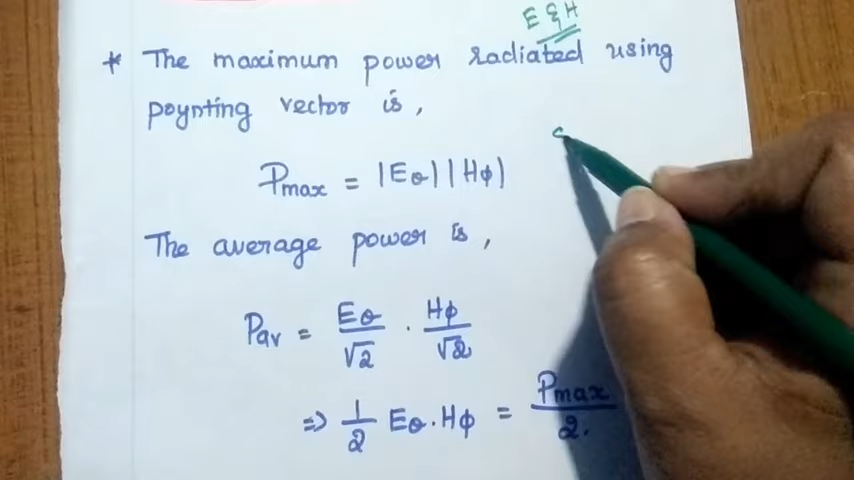 E & H
* The maximum power radiated using
poynting vector is,
Pmax = |Eθ| |Hφ|
The average power is,
Pav = Eθ/√2 · Hφ/√2
⇒ 1/2 Eθ.Hφ = Pmax/2.